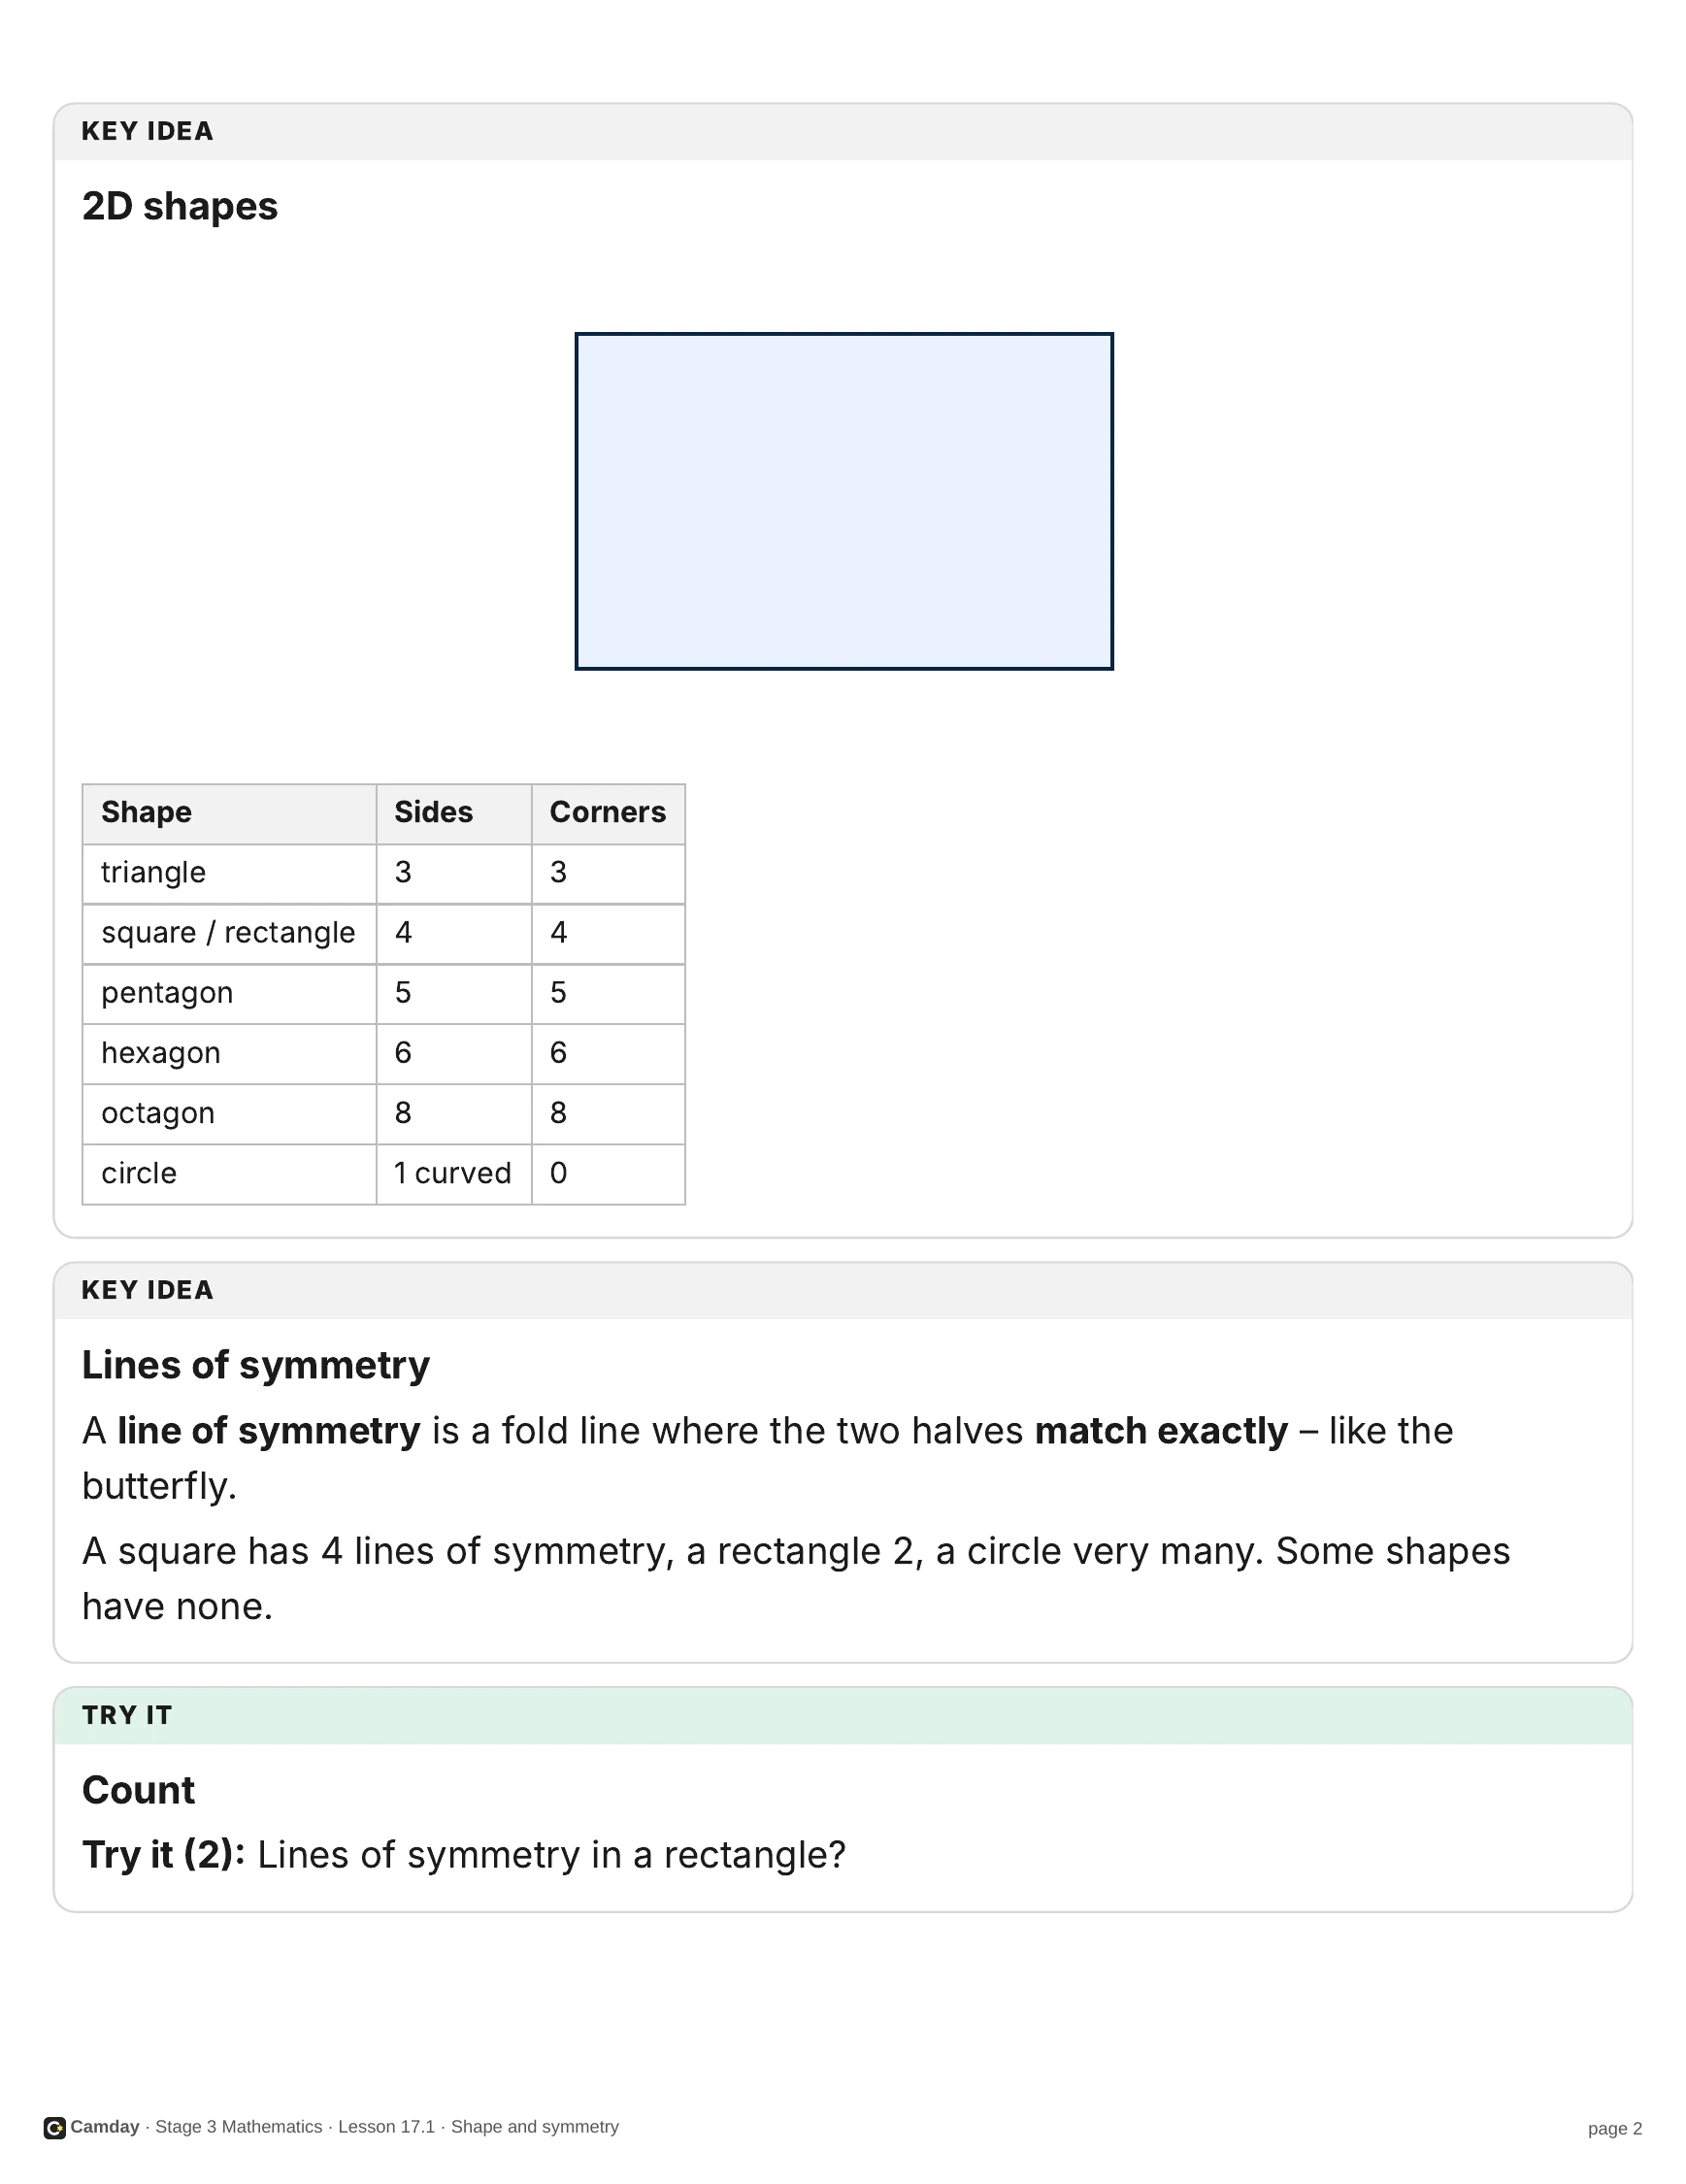 KEY IDEA
2D shapes
Shape Sides Corners
triangle 3 3
square / rectangle 4 4
pentagon 5 5
hexagon 6 6
octagon 8 8
circle 1 curved 0
KEY IDEA
Lines of symmetry
A line of symmetry is a fold line where the two halves match exactly – like the
butterfly.
A square has 4 lines of symmetry, a rectangle 2, a circle very many. Some shapes
have none.
TRY IT
Count
Try it (2): Lines of symmetry in a rectangle?
Camday · Stage 3 Mathematics · Lesson 17.1 · Shape and symmetry page 2